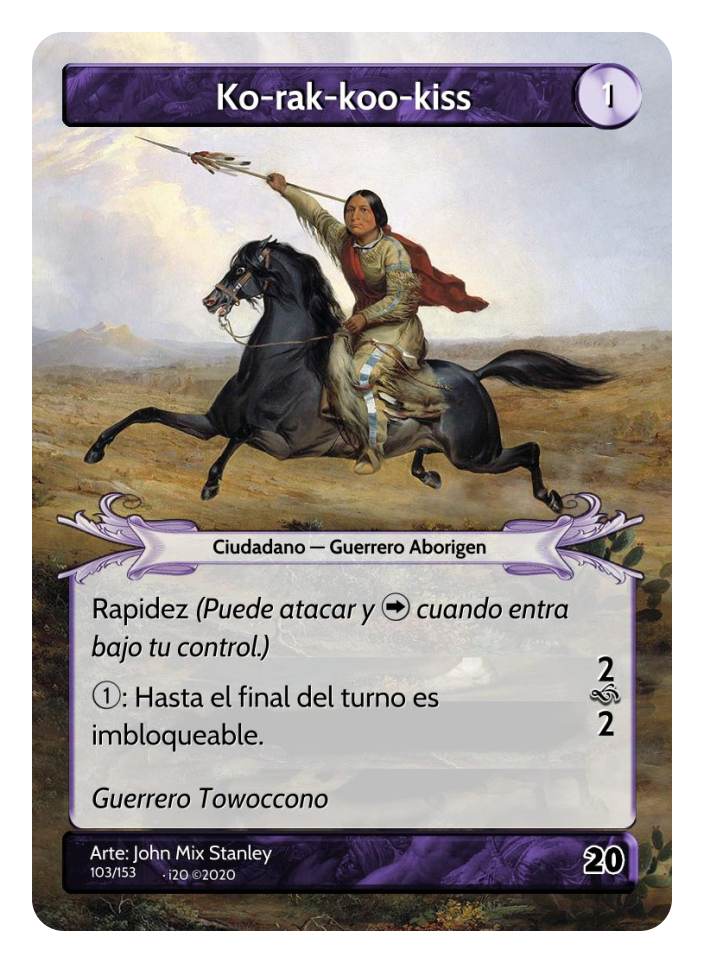 Ko-rak-koo-kiss
1
Ciudadano — Guerrero Aborigen
Rapidez (Puede atacar y ➡ cuando entra
bajo tu control.)
①: Hasta el final del turno es
imbloqueable.
2
2
Guerrero Towoccono
Arte: John Mix Stanley
103/153 · i20 ©2020
20